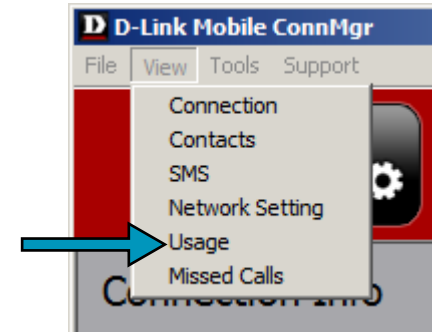 D D-Link Mobile ConnMgr
File View Tools Support
Connection
Contacts
SMS
Network Setting
Usage
Missed Calls
Connection Info